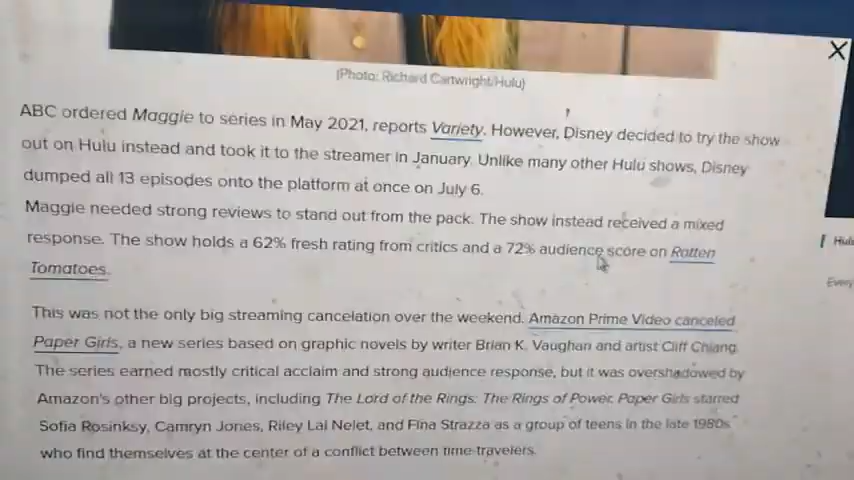 (Photo: Richard Cartwright/Hulu)
ABC ordered Maggie to series in May 2021, reports Variety. However, Disney decided to try the show
out on Hulu instead and took it to the streamer in January. Unlike many other Hulu shows, Disney
dumped all 13 episodes onto the platform at once on July 6.
Maggie needed strong reviews to stand out from the pack. The show instead received a mixed
response. The show holds a 62% fresh rating from critics and a 72% audience score on Rotten
Tomatoes.
This was not the only big streaming cancelation over the weekend. Amazon Prime Video canceled
Paper Girls, a new series based on graphic novels by writer Brian K. Vaughan and artist Cliff Chiang.
The series earned mostly critical acclaim and strong audience response, but it was overshadowed by
Amazon's other big projects, including The Lord of the Rings: The Rings of Power. Paper Girls starred
Sofia Rosinksy, Camryn Jones, Riley Lai Nelet, and Fina Strazza as a group of teens in the late 1980s
who find themselves at the center of a conflict between time-travelers.